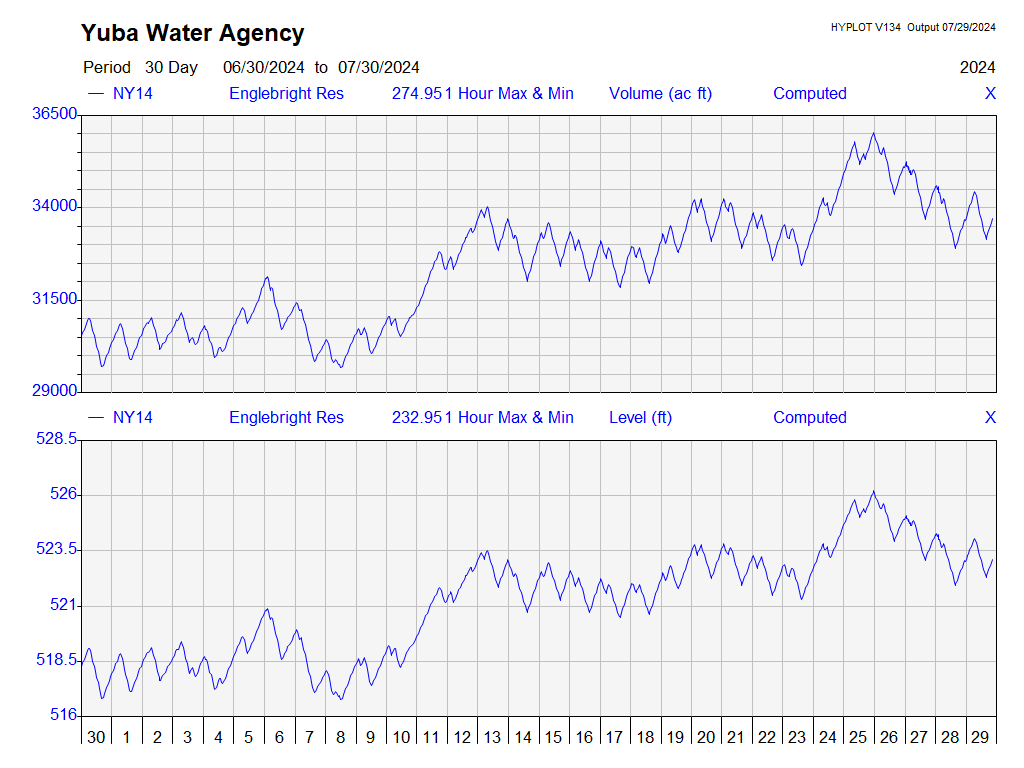 Yuba Water Agency
HYPLOT V134 Output 07/29/2024
Period 30 Day 06/30/2024 to 07/30/2024 2024
NY14 Englebright Res 274.951 Hour Max & Min Volume (ac ft) Computed X
36500
34000
31500
29000
NY14 Englebright Res 232.951 Hour Max & Min Level (ft) Computed X
528.5
526
523.5
521
518.5
516
30 1 2 3 4 5 6 7 8 9 10 11 12 13 14 15 16 17 18 19 20 21 22 23 24 25 26 27 28 29